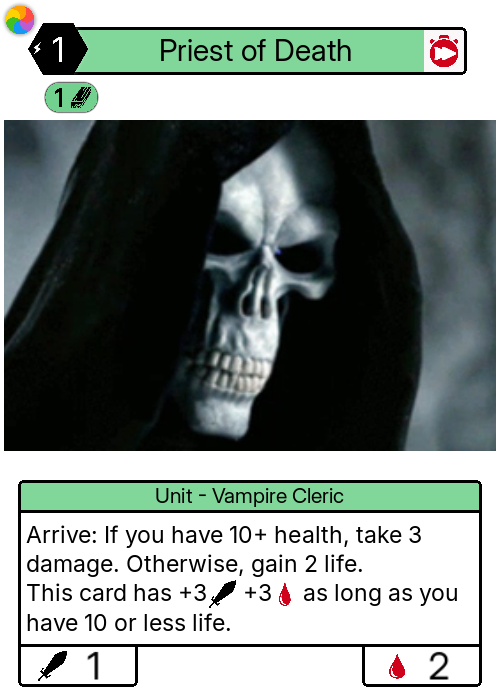 1 Priest of Death
1
Unit - Vampire Cleric
Arrive: If you have 10+ health, take 3
damage. Otherwise, gain 2 life.
This card has +3 +3 as long as you
have 10 or less life.
1 2